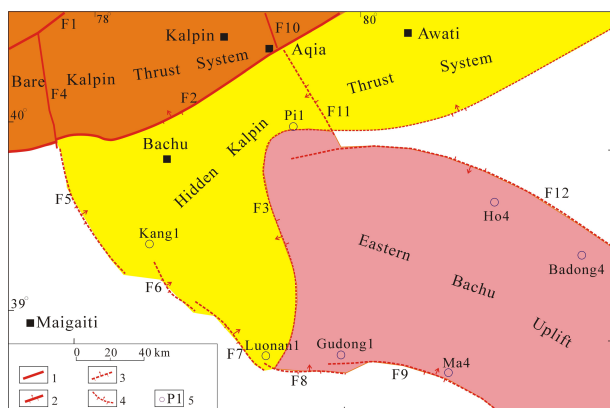 F1
78
F10
80
Kalpin
Aqia
Awati
Bare Kalpin Thrust System
F4
F2
Thrust System
F11
40°
Pi1
Bachu
Hidden Kalpin
F5
F3
F12
Ho4
Kang1
Eastern Bachu Uplift
Badong4
F6
39°
Maigaiti
F7
Luonan1
Gudong1
Ma4
F8
F9
0 20 40 km
1
3
P1 5
2
4